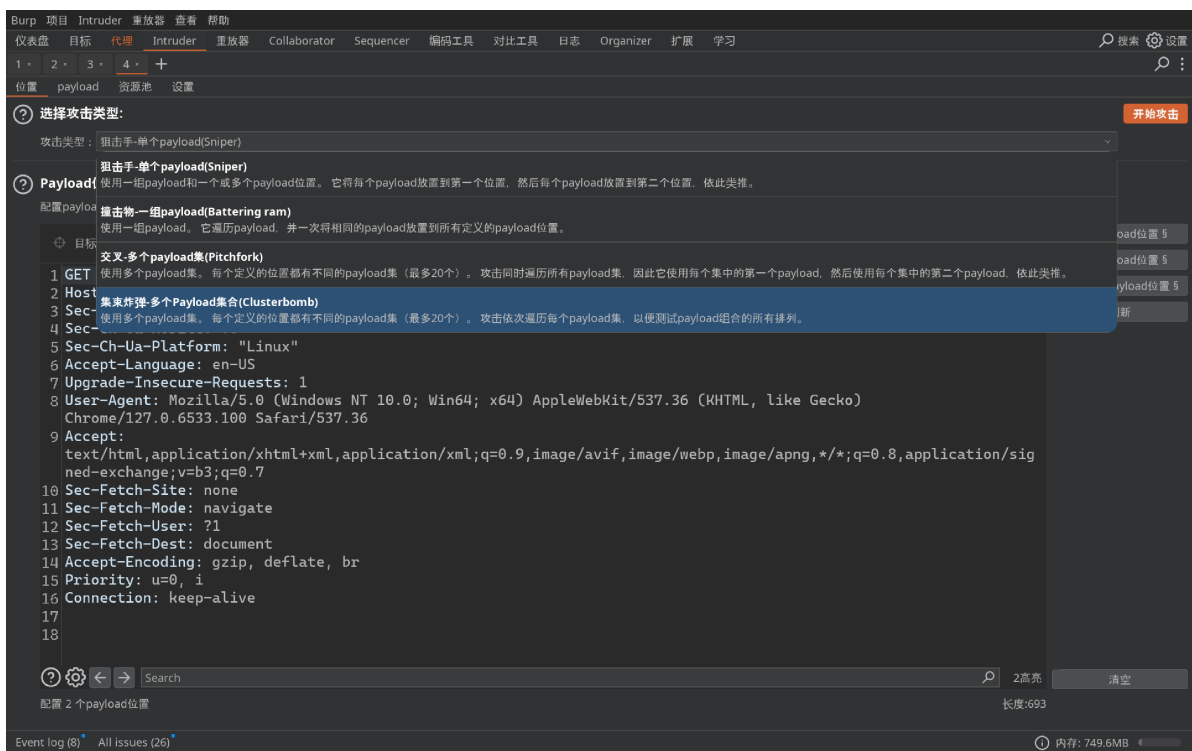 Burp 项目 Intruder 重放器 查看 帮助
仪表盘 目标 代理 Intruder 重放器 Collaborator Sequencer 编码工具 对比工具 日志 Organizer 扩展 学习 搜索 设置
1 2 3 4 +
位置 payload 资源池 设置
选择攻击类型: 开始攻击
攻击类型： 狙击手-单个payload(Sniper)
狙击手-单个payload(Sniper)
Payload
使用一组payload和一个或多个payload位置。 它将每个payload放置到第一个位置，然后每个payload放置到第二个位置，依此类推。
配置payloa
撞击物-一组payload(Battering ram)
使用一组payload。 它遍历payload，并一次将相同的payload放置到所有定义的payload位置。
oad位置 §
目标
交叉-多个payload集(Pitchfork)
oad位置 §
1 GET
使用多个payload集。 每个定义的位置都有不同的payload集（最多20个）。 攻击同时遍历所有payload集，因此它使用每个集中的第一个payload，然后使用每个集中的第二个payload，依此类推。
yload位置 §
2 Host
集束炸弹-多个Payload集合(Clusterbomb)
3 Sec-
使用多个payload集。 每个定义的位置都有不同的payload集（最多20个）。 攻击依次遍历每个payload集，以便测试payload组合的所有排列。
新
4 Sec-
5 Sec-Ch-Ua-Platform: "Linux"
6 Accept-Language: en-US
7 Upgrade-Insecure-Requests: 1
8 User-Agent: Mozilla/5.0 (Windows NT 10.0; Win64; x64) AppleWebKit/537.36 (KHTML, like Gecko)
Chrome/127.0.6533.100 Safari/537.36
9 Accept:
text/html,application/xhtml+xml,application/xml;q=0.9,image/avif,image/webp,image/apng,*/*;q=0.8,application/sig
ned-exchange;v=b3;q=0.7
10 Sec-Fetch-Site: none
11 Sec-Fetch-Mode: navigate
12 Sec-Fetch-User: ?1
13 Sec-Fetch-Dest: document
14 Accept-Encoding: gzip, deflate, br
15 Priority: u=0, i
16 Connection: keep-alive
17
18
Search 2高亮 清空
配置 2 个payload位置 长度:693
Event log (8) All issues (26) 内存: 749.6MB